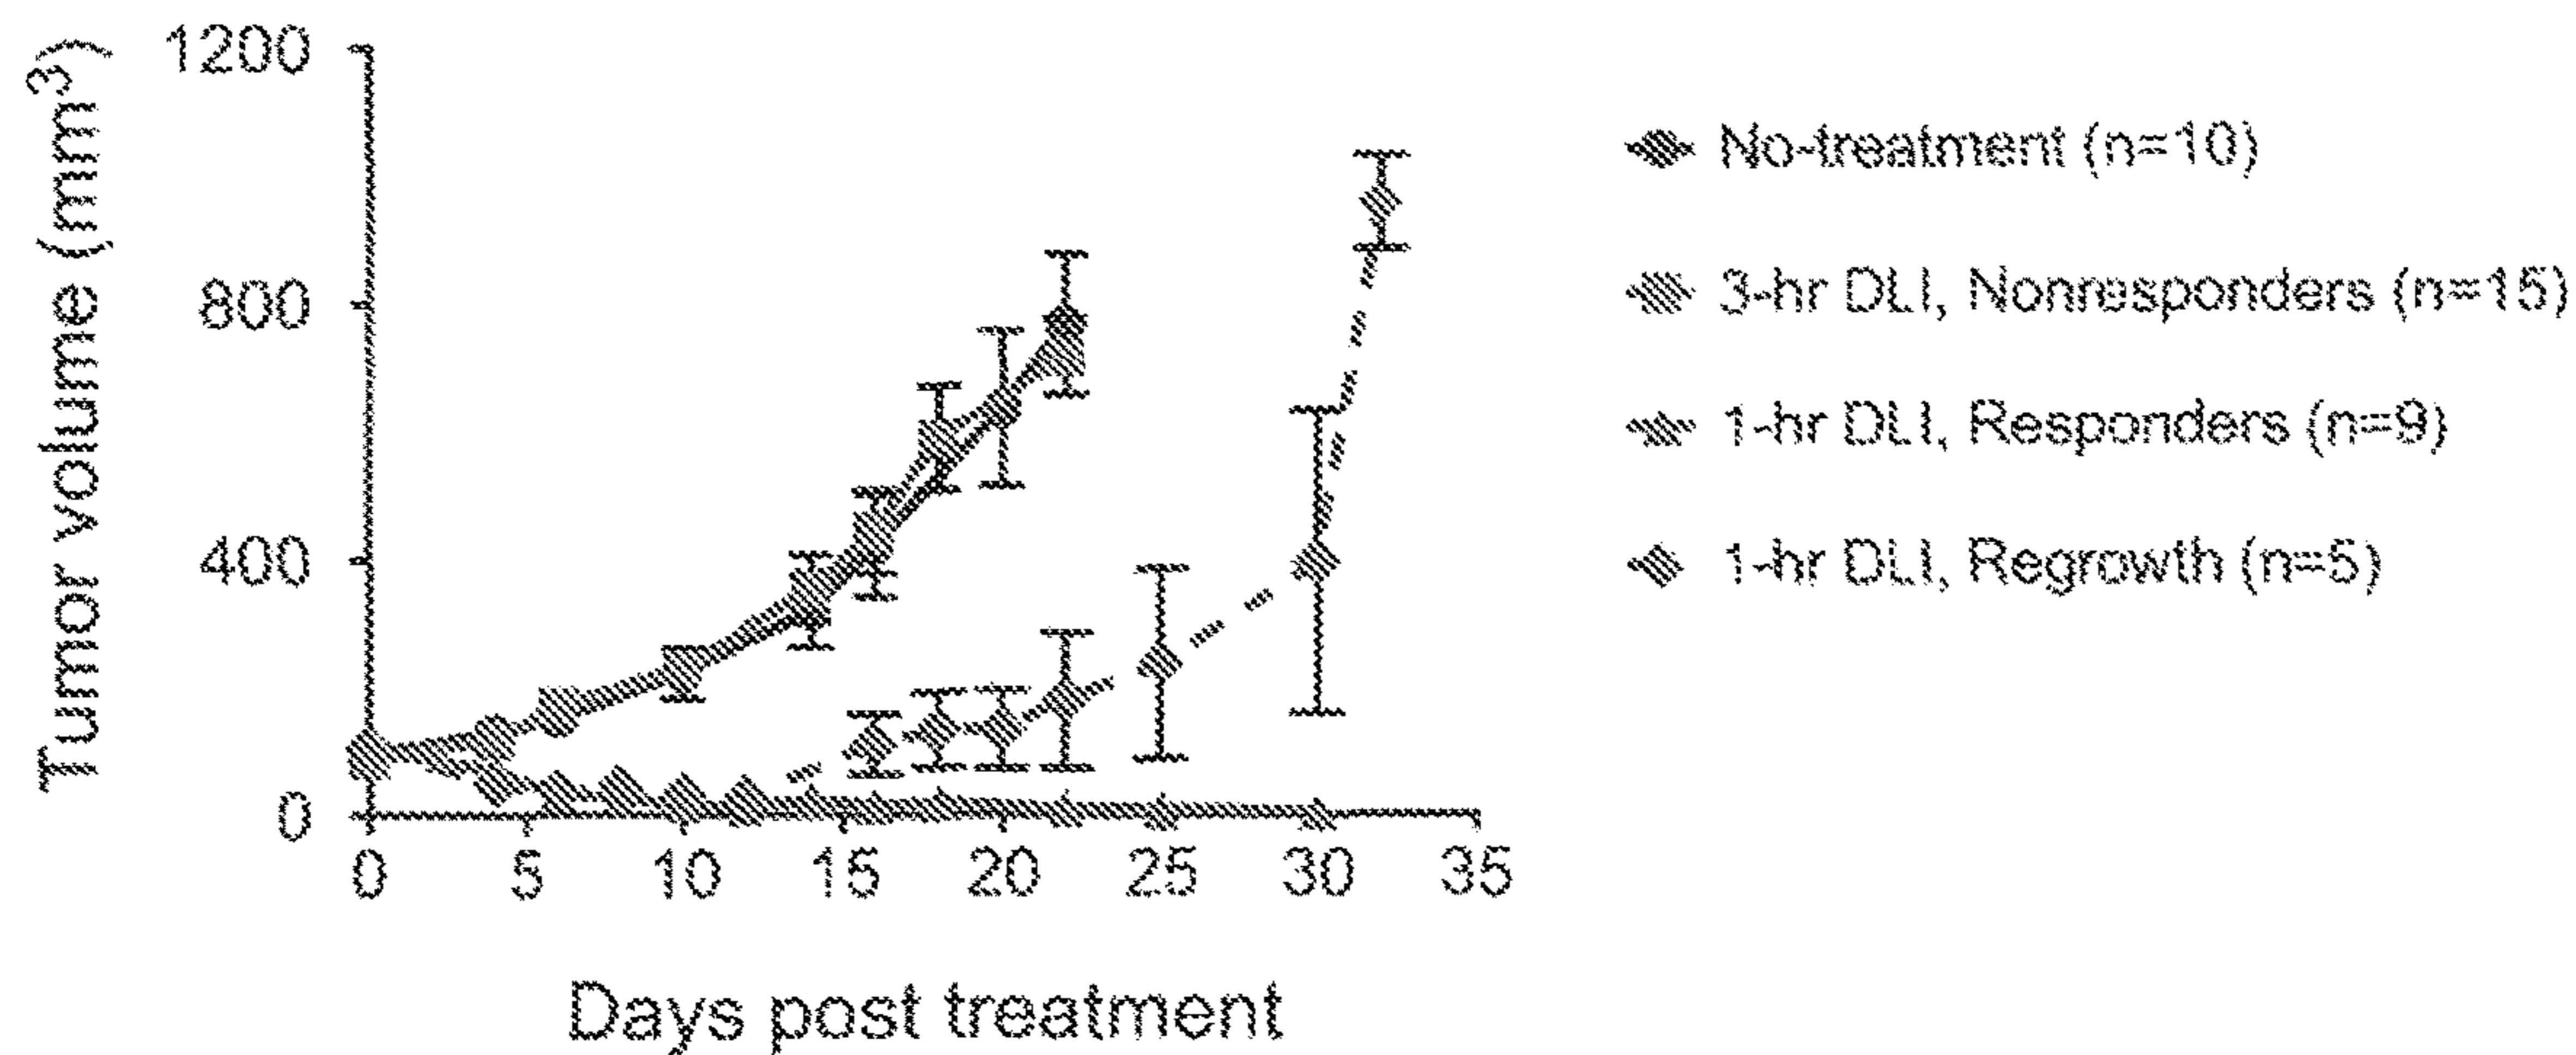 Tumor volume (mm³)
1200
800
400
0
0 5 10 15 20 25 30 35
Days post treatment
No-treatment (n=10)
3-hr DLI, Nonresponders (n=15)
1-hr DLI, Responders (n=9)
1-hr DLI, Regrowth (n=5)